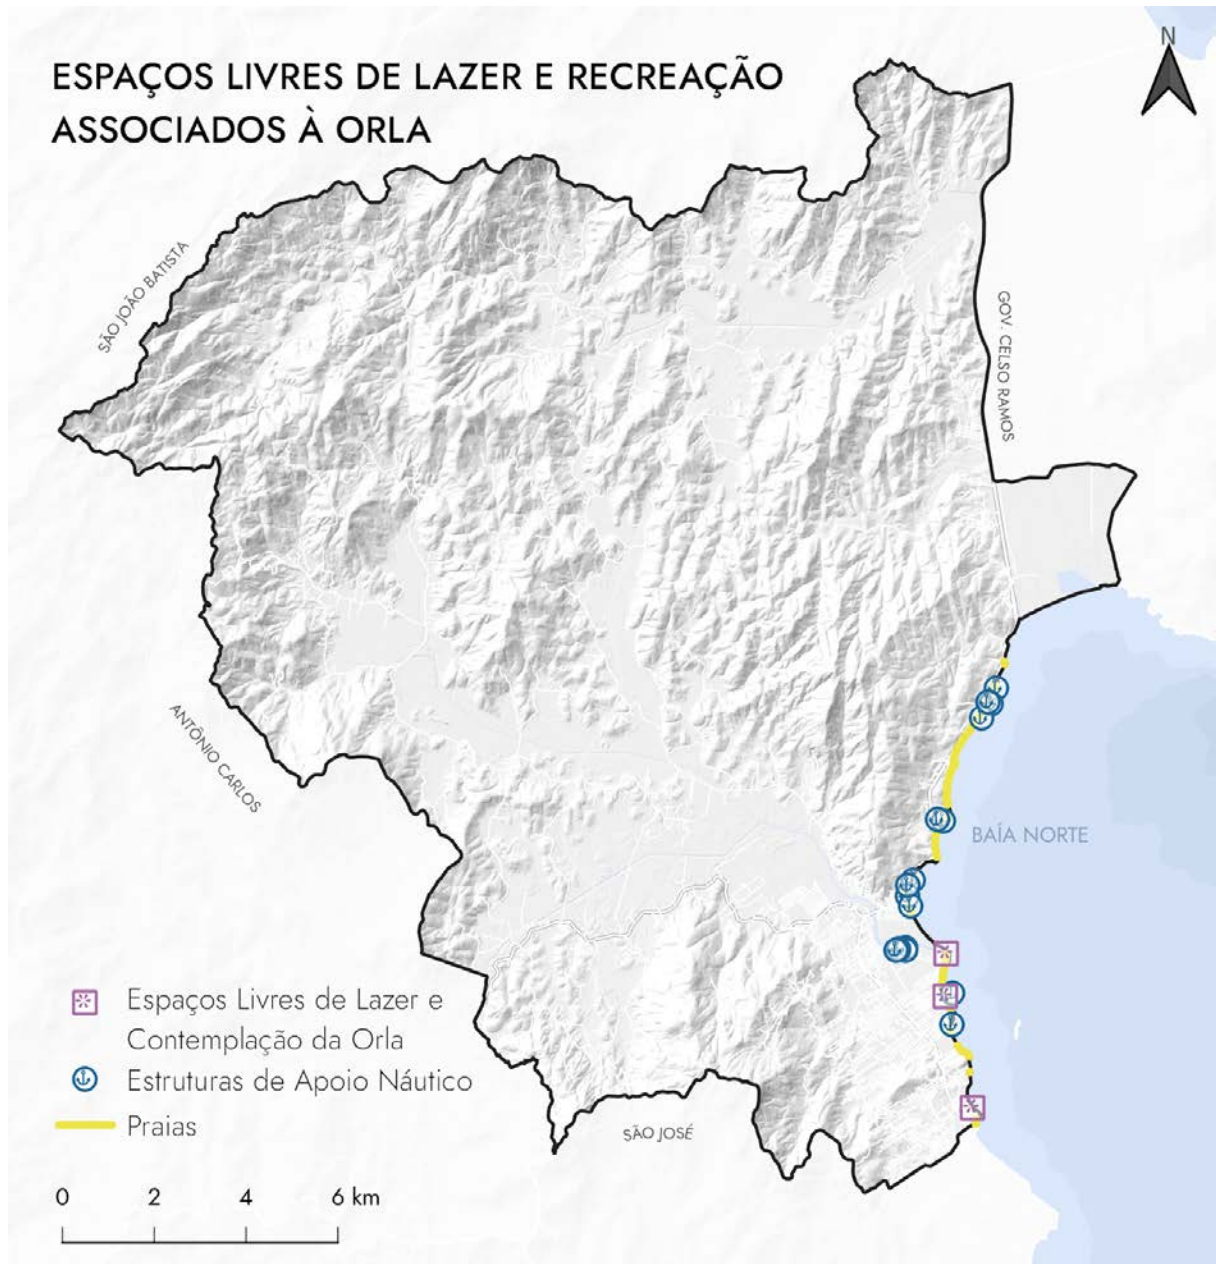 ESPAÇOS LIVRES DE LAZER E RECREAÇÃO
ASSOCIADOS À ORLA
N
SÃO JOÃO BATISTA
GOV. CELSO RAMOS
ANTÔNIO CARLOS
BAÍA NORTE
SÃO JOSÉ
Espaços Livres de Lazer e
Contemplação da Orla
Estruturas de Apoio Náutico
Praias
0 2 4 6 km